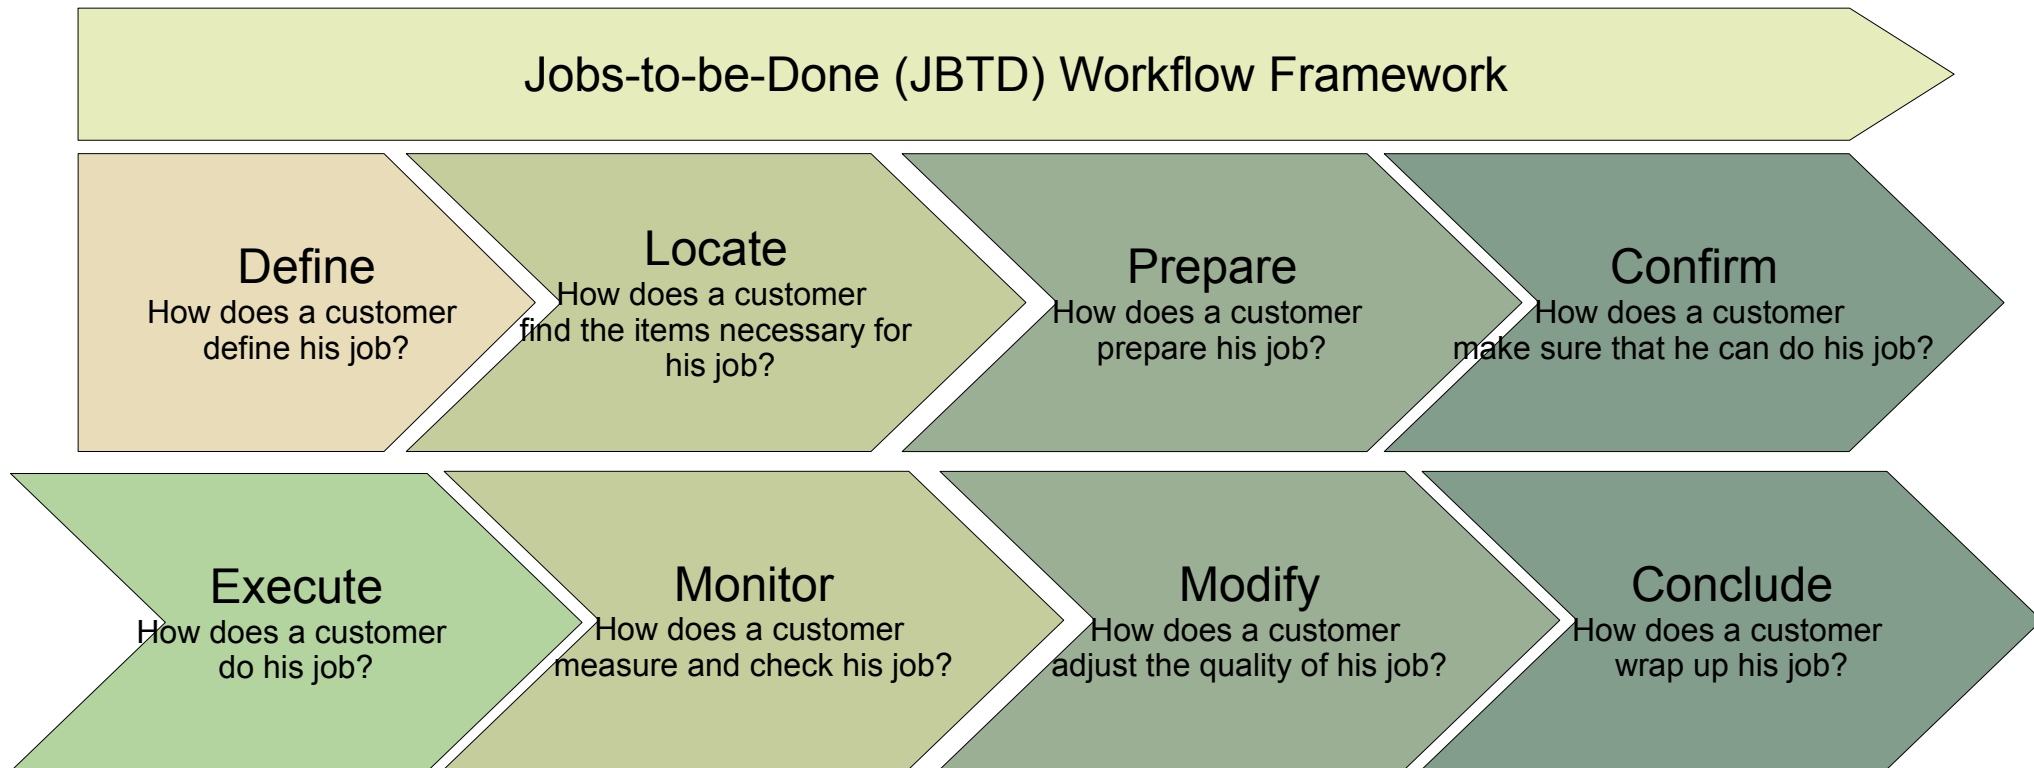 Jobs-to-be-Done (JBTD) Workflow Framework
Define
How does a customer
define his job?
Locate
How does a customer
find the items necessary for
his job?
Prepare
How does a customer
prepare his job?
Confirm
How does a customer
make sure that he can do his job?
Execute
How does a customer
do his job?
Monitor
How does a customer
measure and check his job?
Modify
How does a customer
adjust the quality of his job?
Conclude
How does a customer
wrap up his job?